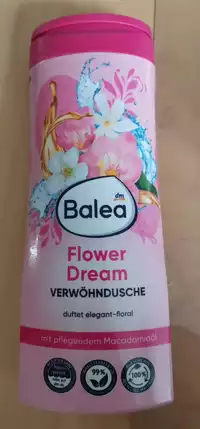 dm
Balea
Flower
Dream
VERWÖHNDUSCHE
duftet elegant-floral
mit pflegendem Macadamiaöl
99%
100%